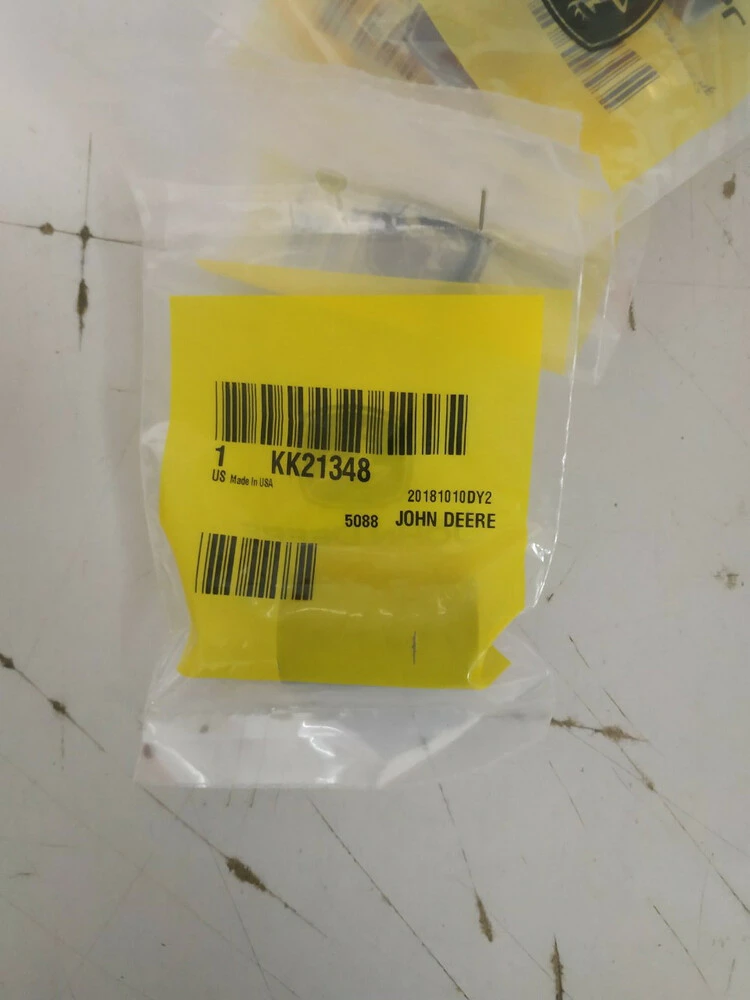 1 KK21348
US Made In USA
20181010DY2
5088 JOHN DEERE